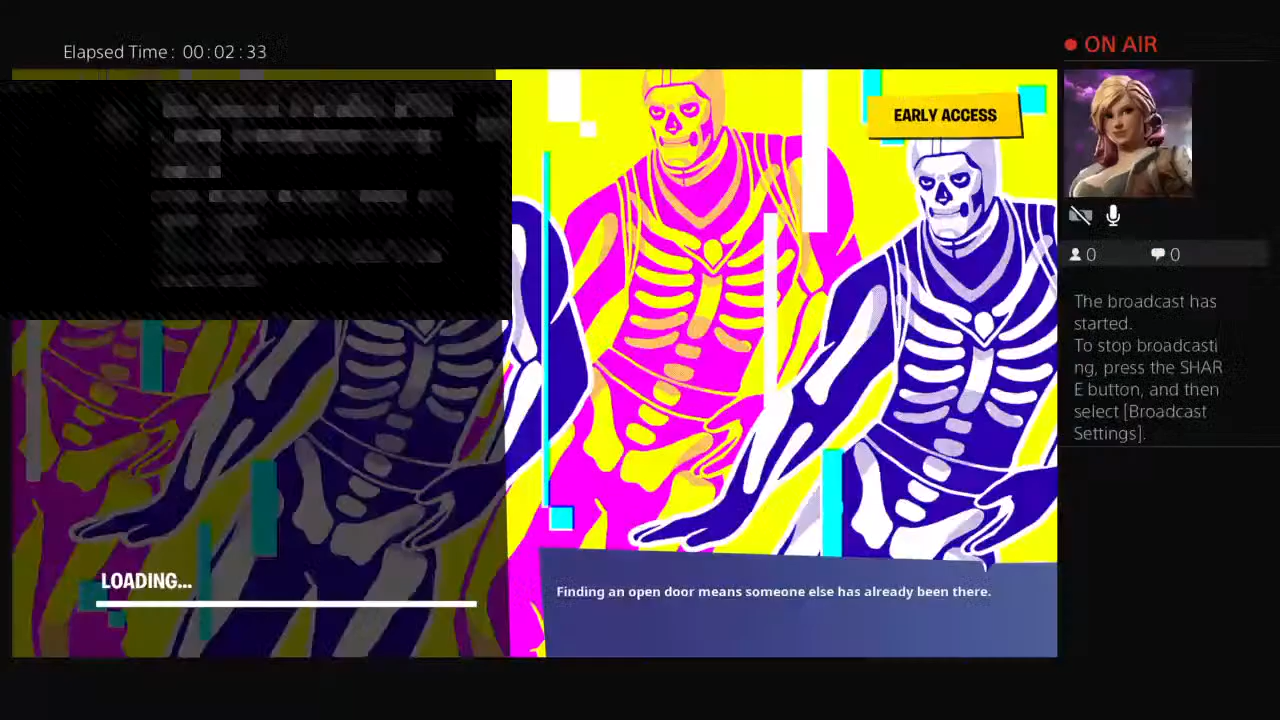 Elapsed Time: 00:02:33
ON AIR
EARLY ACCESS
0 0
The broadcast has
started.
To stop broadcasti
ng, press the SHAR
E button, and then
select [Broadcast
Settings].
LOADING...
Finding an open door means someone else has already been there.